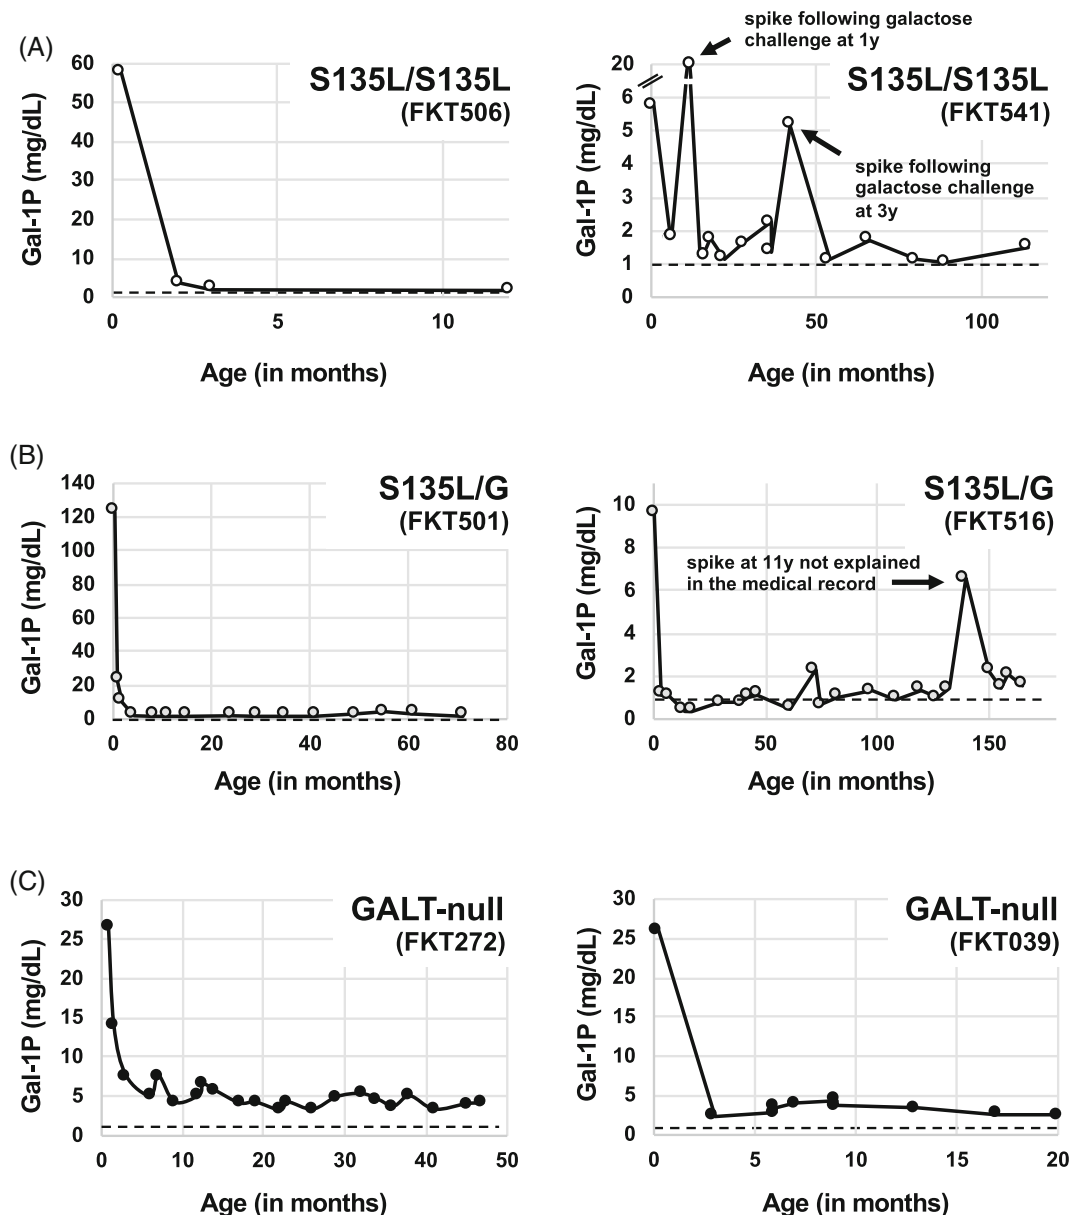 (A)
60
50
40
30
20
10
0
Gal-1P (mg/dL)
S135L/S135L
(FKT506)
0 5 10
Age (in months)
spike following galactose
challenge at 1y
20
6
5
4
3
2
1
0
Gal-1P (mg/dL)
S135L/S135L
(FKT541)
spike following
galactose challenge
at 3y
0 50 100
Age (in months)
(B)
140
120
100
80
60
40
20
0
Gal-1P (mg/dL)
S135L/G
(FKT501)
0 20 40 60 80
Age (in months)
10
8
6
4
2
0
Gal-1P (mg/dL)
S135L/G
(FKT516)
spike at 11y not explained
in the medical record
0 50 100 150
Age (in months)
(C)
30
25
20
15
10
5
0
Gal-1P (mg/dL)
GALT-null
(FKT272)
0 10 20 30 40 50
Age (in months)
30
25
20
15
10
5
0
Gal-1P (mg/dL)
GALT-null
(FKT039)
0 5 10 15 20
Age (in months)